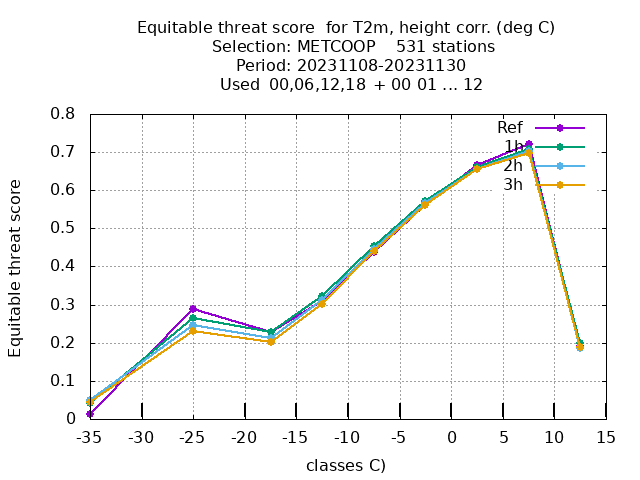 Equitable threat score  for T2m, height corr. (deg C)
Selection: METCOOP    531 stations
Period: 20231108-20231130
Used  00,06,12,18  + 00 01 ... 12
Equitable threat score
0.8
0.7
0.6
0.5
0.4
0.3
0.2
0.1
0
Ref
1h
2h
3h
-35
-30
-25
-20
-15
-10
-5
0
5
10
15
classes C)